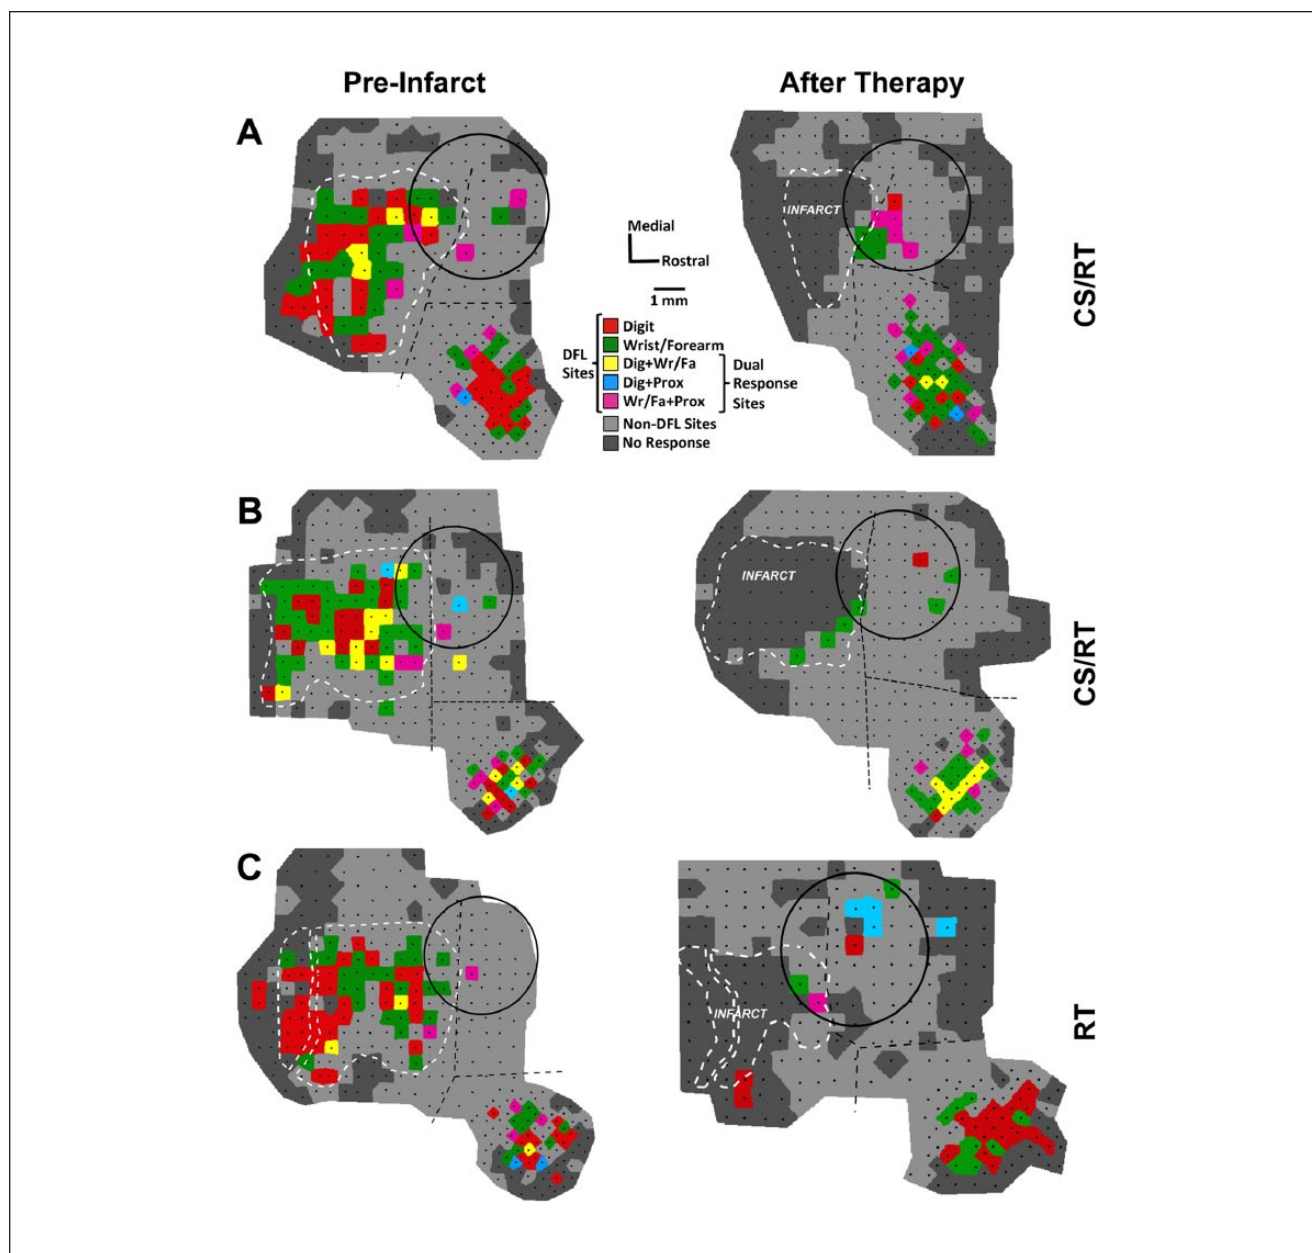 Pre-Infarct
After Therapy
A
INFARCT
Medial
Rostral
1 mm
CS/RT
DFL
Sites
Digit
Wrist/Forearm
Dig+Wr/Fa
Dig+Prox
Wr/Fa+Prox
Dual
Response
Sites
Non-DFL Sites
No Response
B
INFARCT
CS/RT
C
INFARCT
RT